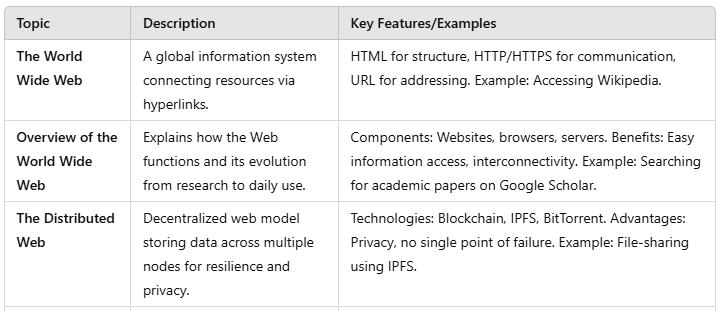 Topic
Description
Key Features/Examples
The World
Wide Web
A global information system
connecting resources via
hyperlinks.
HTML for structure, HTTP/HTTPS for communication,
URL for addressing. Example: Accessing Wikipedia.
Overview of the
World Wide
Web
Explains how the Web
functions and its evolution
from research to daily use.
Components: Websites, browsers, servers. Benefits: Easy
information access, interconnectivity. Example: Searching
for academic papers on Google Scholar.
The Distributed
Web
Decentralized web model
storing data across multiple
nodes for resilience and
privacy.
Technologies: Blockchain, IPFS, BitTorrent. Advantages:
Privacy, no single point of failure. Example: File-sharing
using IPFS.